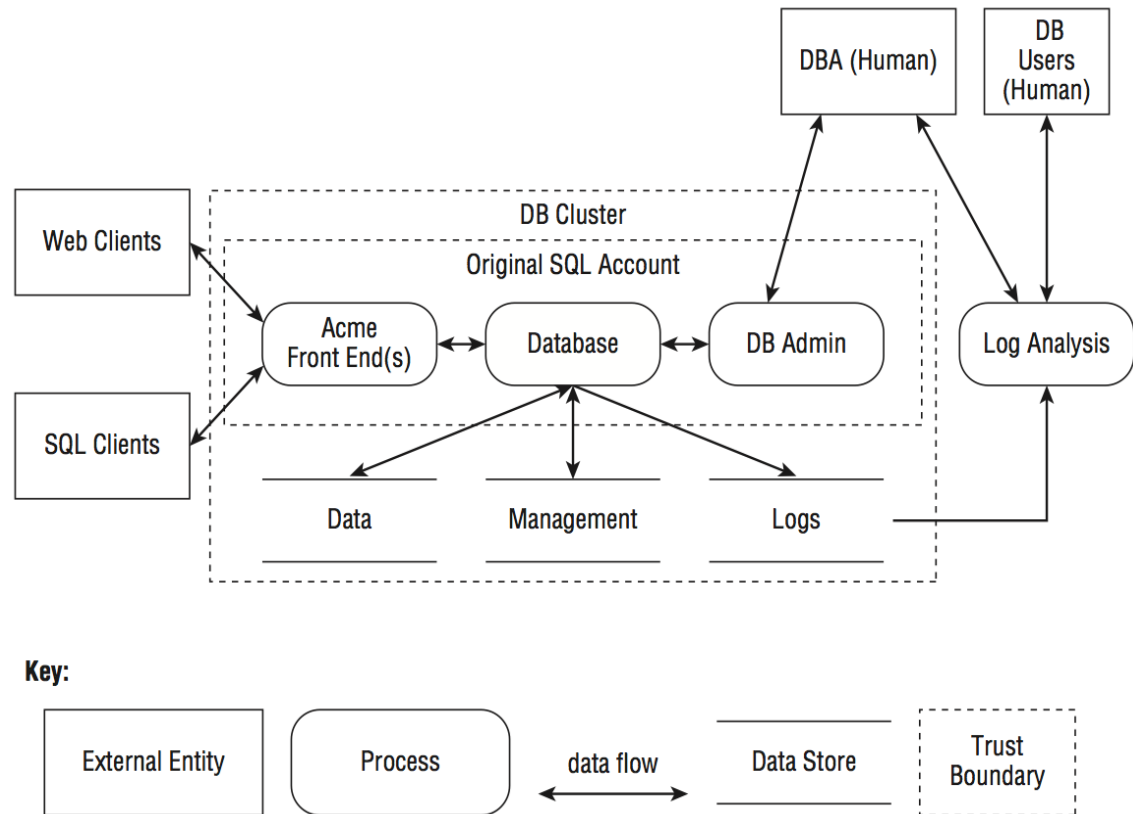 DBA (Human)
DB
Users
(Human)
Web Clients
DB Cluster
Original SQL Account
Acme
Front End(s)
Database
DB Admin
Log Analysis
SQL Clients
Data
Management
Logs
Key:
External Entity
Process
data flow
Data Store
Trust
Boundary